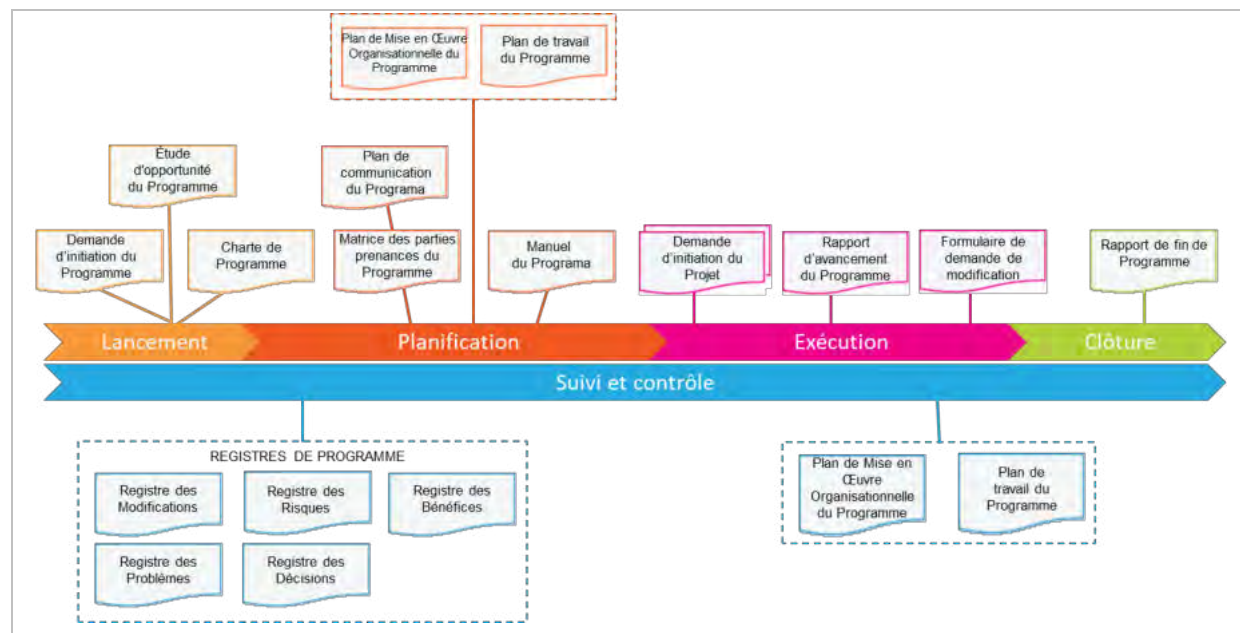 Plan de Mise en Œuvre
Organisationnelle du
Programme
Plan de travail
du Programme
Étude
d'opportunité
du Programme
Plan de
communication
du Programa
Demande
d'initiation du
Programme
Charte de
Programme
Matrice des parties
prenances du
Programme
Manuel
du Programa
Demande
d'initiation du
Projet
Rapport
d'avancement
du Programme
Formulaire de
demande de
modification
Rapport de fin de
Programme
Lancement
Planification
Exécution
Clôture
Suivi et contrôle
REGISTRES DE PROGRAMME
Registre des
Modifications
Registre des
Risques
Registre des
Bénéfices
Registre des
Problèmes
Registre des
Décisions
Plan de Mise en
Œuvre
Organisationnelle
du Programme
Plan de
travail du
Programme